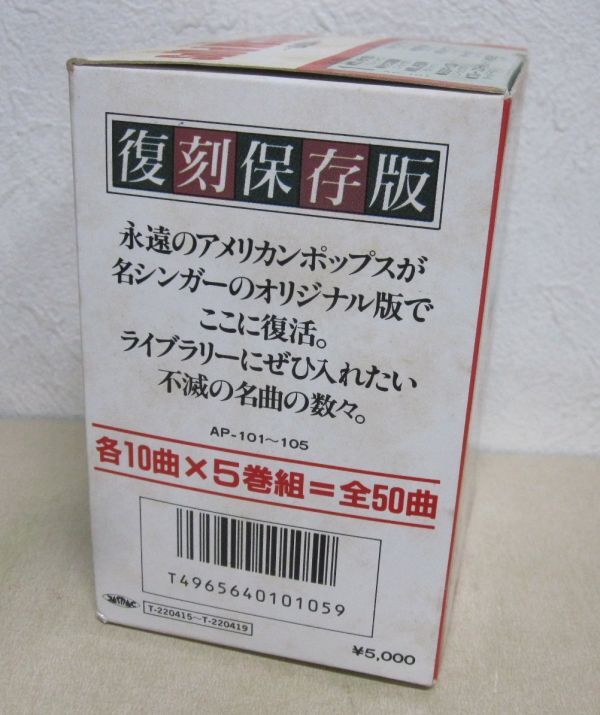 復刻保存版
永遠のアメリカンポップスが
名シンガーのオリジナル版で
ここに復活。
ライブラリーにぜひ入れたい
不滅の名曲の数々。
AP-101〜105
各10曲×5巻組=全50曲
T4965640101059
T-220415〜T-220419
¥5,000